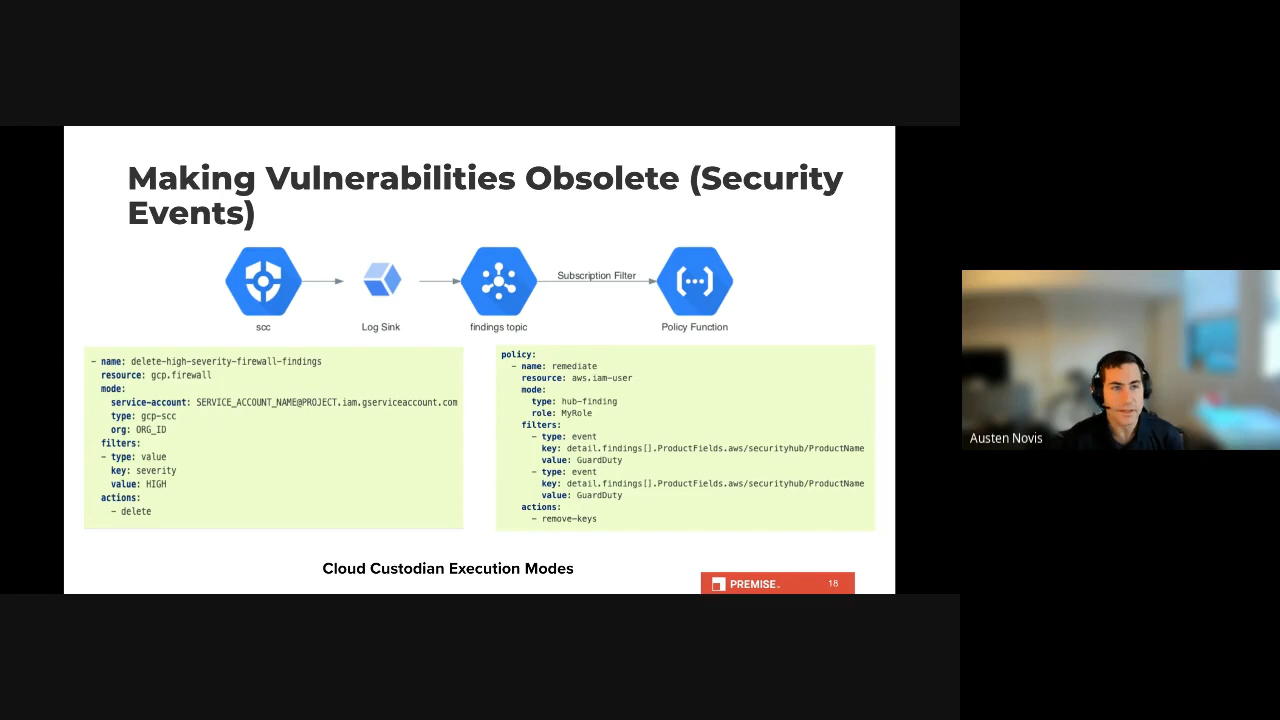 Making Vulnerabilities Obsolete (Security
Events)
Subscription Filter
scc
Log Sink
findings topic
Policy Function
- name: delete-high-severity-firewall-findings
resource: gcp.firewall
mode:
service-account: SERVICE_ACCOUNT_NAME@PROJECT.iam.gserviceaccount.com
type: gcp-scc
org: ORG_ID
filters:
- type: value
key: severity
value: HIGH
actions:
- delete
policy:
- name: remediate
resource: aws.iam-user
mode:
type: hub-finding
role: MyRole
filters:
- type: event
key: detail.findings[].ProductFields.aws/securityhub/ProductName
value: GuardDuty
- type: event
key: detail.findings[].ProductFields.aws/securityhub/ProductName
value: GuardDuty
actions:
- remove-keys
Cloud Custodian Execution Modes
PREMISE
18
Austen Novis